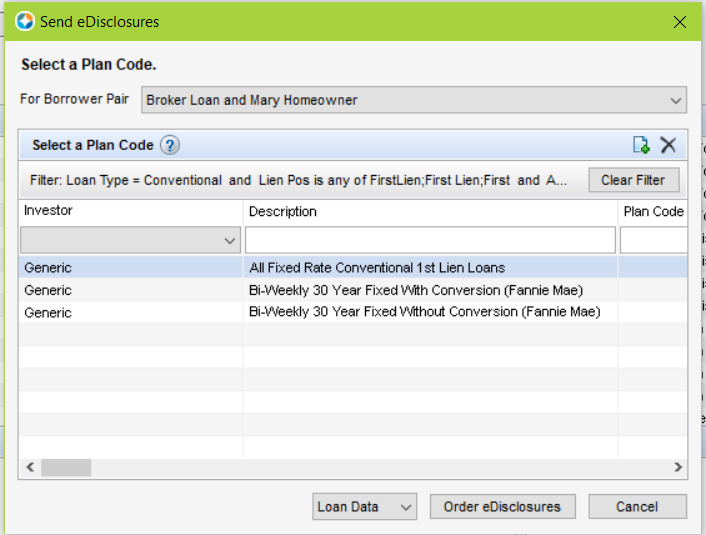 Send eDisclosures
Select a Plan Code.
For Borrower Pair Broker Loan and Mary Homeowner
Select a Plan Code ?
Filter: Loan Type = Conventional and Lien Pos is any of FirstLien;First Lien;First and A... Clear Filter
Investor Description Plan Code
Generic All Fixed Rate Conventional 1st Lien Loans
Generic Bi-Weekly 30 Year Fixed With Conversion (Fannie Mae)
Generic Bi-Weekly 30 Year Fixed Without Conversion (Fannie Mae)
Loan Data Order eDisclosures Cancel